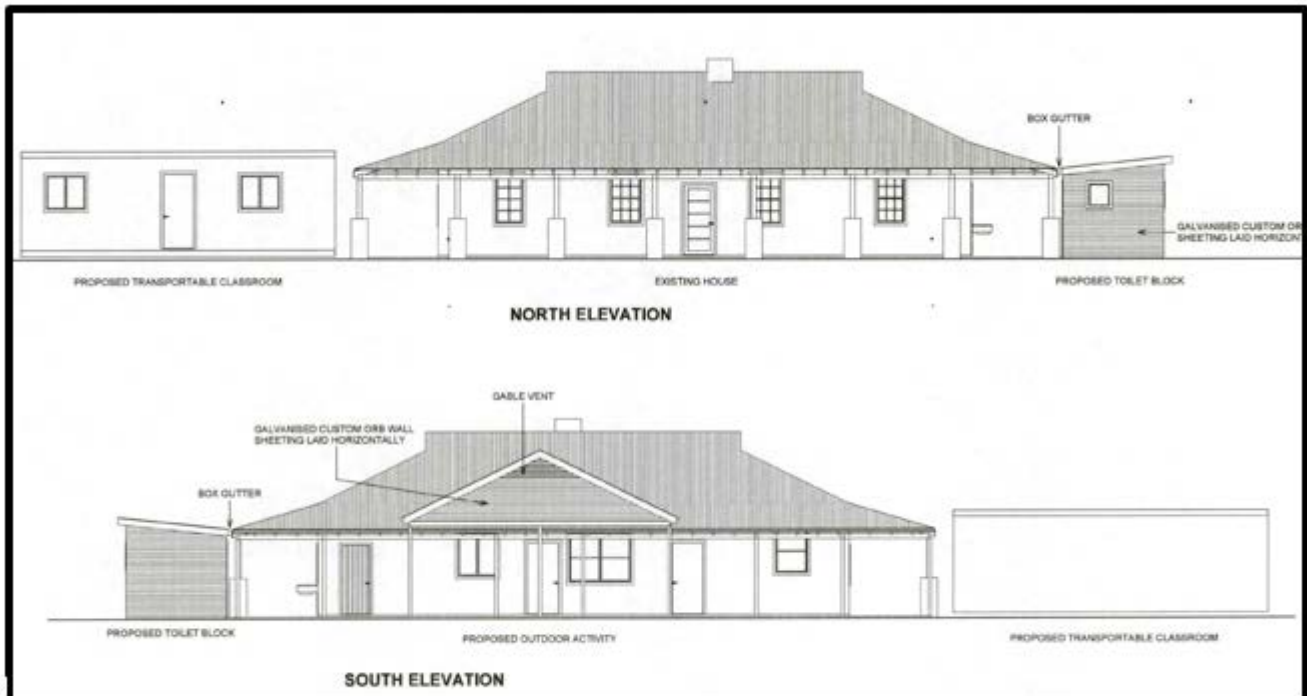 BOX GUTTER
GALVANISED CUSTOM OR
SHEETING LAID HORIZONT
PROPOSED TRANSPORTABLE CLASSROOM
EXISTING HOUSE
PROPOSED TOILET BLOCK
NORTH ELEVATION
GABLE VENT
GALVANISED CUSTOM ORB WALL
SHEETING LAID HORIZONTALLY
BOX GUTTER
PROPOSED TOILET BLOCK
PROPOSED OUTDOOR ACTIVITY
PROPOSED TRANSPORTABLE CLASSROOM
SOUTH ELEVATION